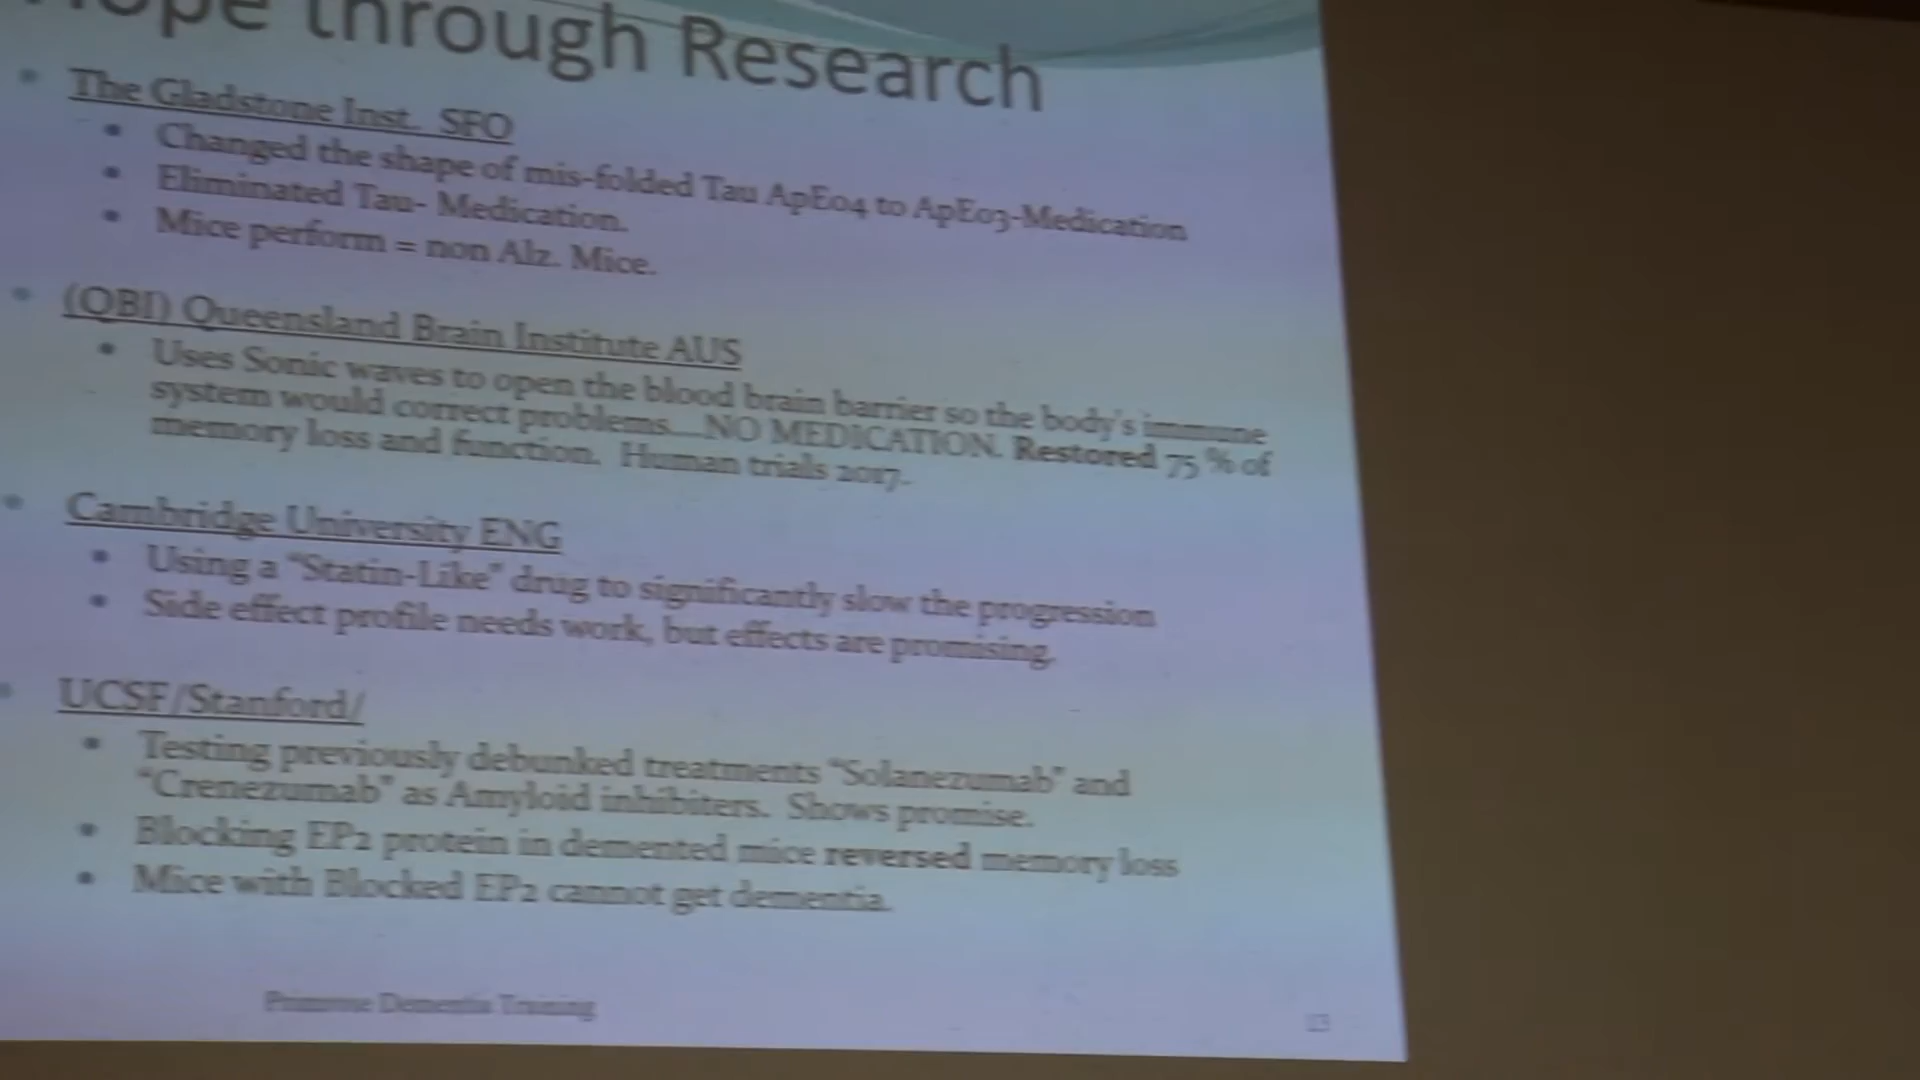 ope through Research
The Gladstone Inst. SFO
Changed the shape of mis-folded Tau ApE04 to ApE03-Medication
Eliminated Tau- Medication.
Mice perform = non Alz. Mice.
(QBI) Queensland Brain Institute AUS
Uses Sonic waves to open the blood brain barrier so the body's immune
system would correct problems....NO MEDICATION. Restored 75 % of
memory loss and function. Human trials 2017.
Cambridge University ENG
Using a “Statin-Like” drug to significantly slow the progression
Side effect profile needs work, but effects are promising.
UCSF/Stanford/
Testing previously debunked treatments “Solanezumab” and
“Crenezumab” as Amyloid inhibiters. Shows promise.
Blocking EP2 protein in demented mice reversed memory loss
Mice with Blocked EP2 cannot get dementia.
Dementia Training
13